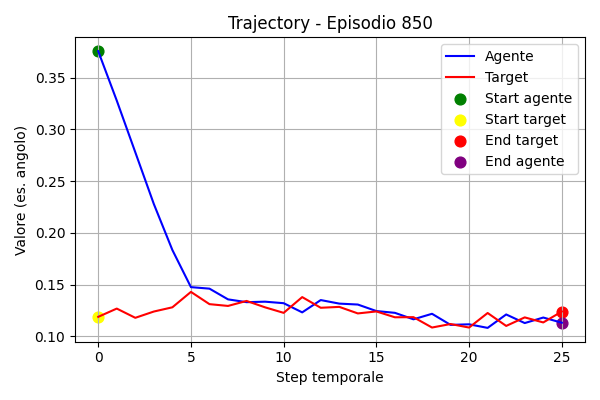 Trajectory - Episodio 850
Valore (es. angolo)
0.35
0.30
0.25
0.20
0.15
0.10
0
5
10
15
20
25
Step temporale
Agente
Target
Start agente
Start target
End target
End agente